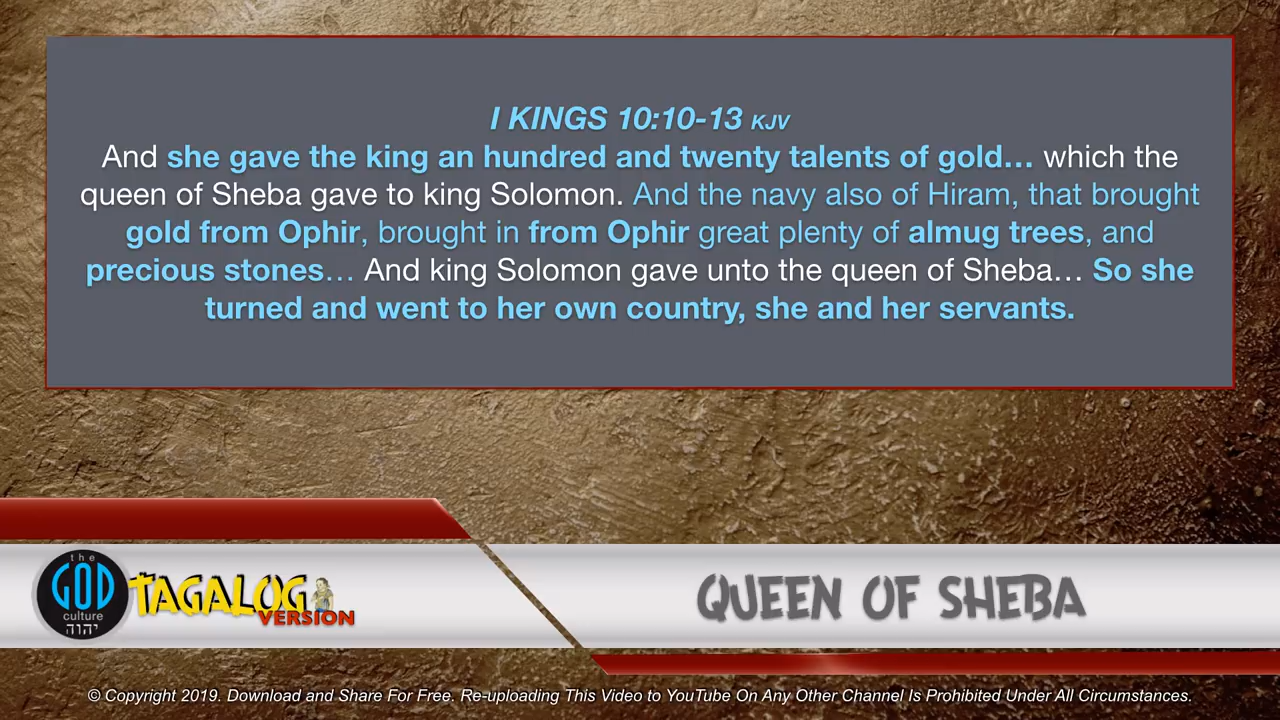 I KINGS 10:10-13 KJV
And she gave the king an hundred and twenty talents of gold… which the
queen of Sheba gave to king Solomon. And the navy also of Hiram, that brought
gold from Ophir, brought in from Ophir great plenty of almug trees, and
precious stones… And king Solomon gave unto the queen of Sheba… So she
turned and went to her own country, she and her servants.
the
GOD
culture
יהוה
TAGALOG
VERSION
QUEEN OF SHEBA
© Copyright 2019. Download and Share For Free. Re-uploading This Video to YouTube On Any Other Channel Is Prohibited Under All Circumstances.